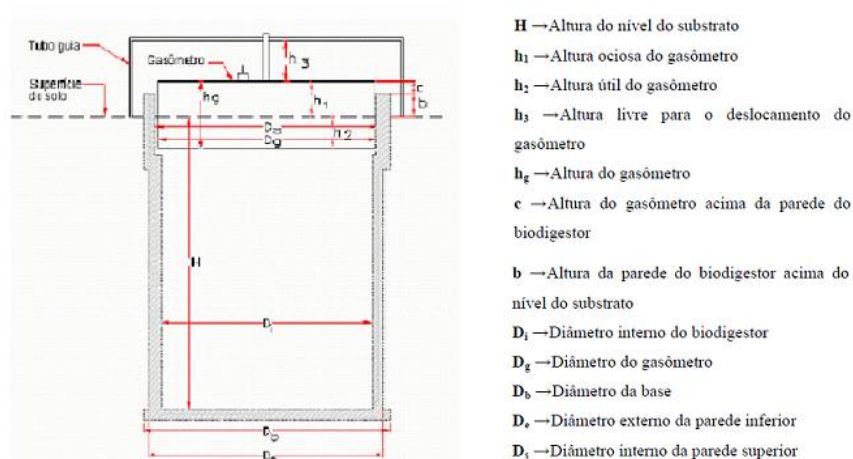 Tubo guia
Gasômetro
Superfície
do solo
h3
c
b
hg
h1
Dg
h2
H
Di
Db
De
H →Altura do nível do substrato
h1 →Altura ociosa do gasômetro
h2 →Altura útil do gasômetro
h3 →Altura livre para o deslocamento do
gasômetro
hg →Altura do gasômetro
c →Altura do gasômetro acima da parede do
biodigestor
b →Altura da parede do biodigestor acima do
nível do substrato
Di →Diâmetro interno do biodigestor
Dg →Diâmetro do gasômetro
Db →Diâmetro da base
De →Diâmetro externo da parede inferior
Ds →Diâmetro interno da parede superior